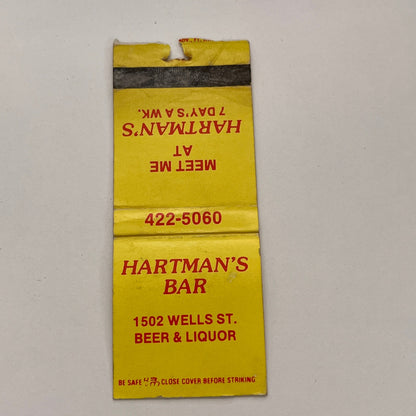 MEET ME
AT
HARTMAN'S
7 DAY'S A WK.
422-5060
HARTMAN'S
BAR
1502 WELLS ST.
BEER & LIQUOR
BE SAFE CLOSE COVER BEFORE STRIKING